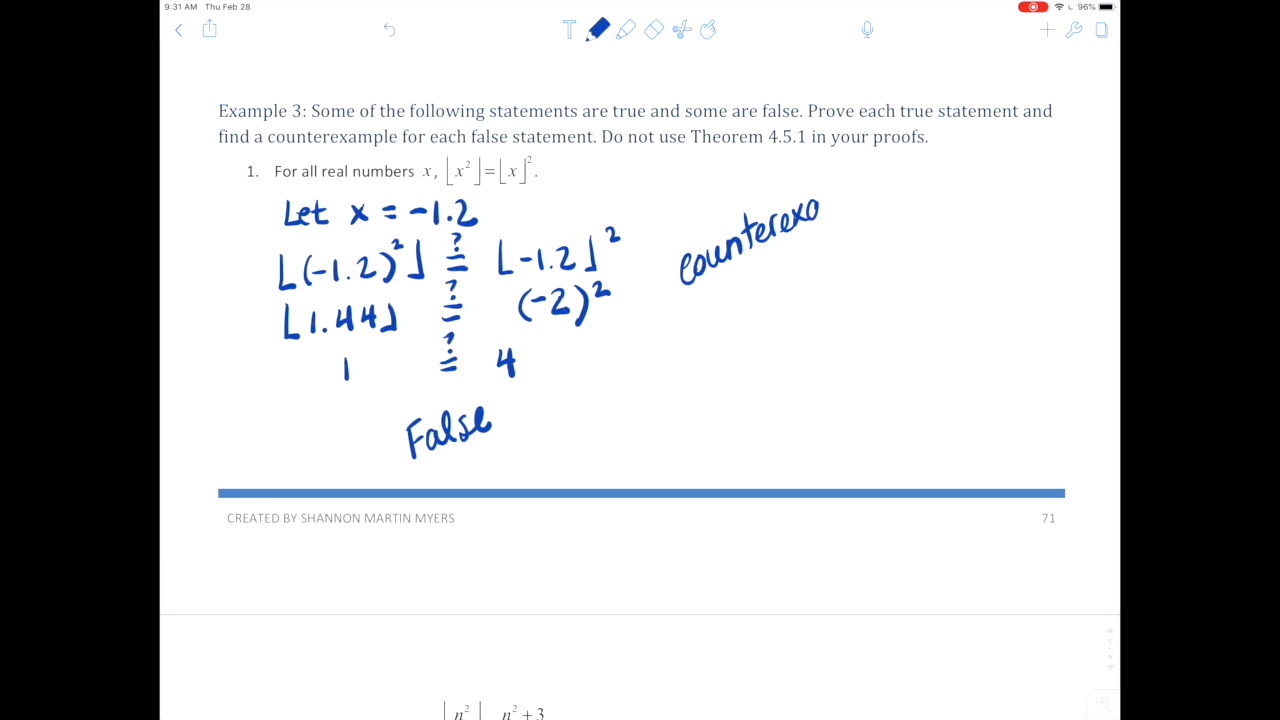 9:31 AM Thu Feb 28
96%
Example 3: Some of the following statements are true and some are false. Prove each true statement and
find a counterexample for each false statement. Do not use Theorem 4.5.1 in your proofs.
1. For all real numbers x, ⌊x²⌋=⌊x⌋².
Let x = -1.2
⌊(-1.2)²⌋ ≟ ⌊-1.2⌋²
counterexa
⌊1.44⌋ ≟ (-2)²
1 ≟ 4
False
CREATED BY SHANNON MARTIN MYERS
71
n² n² + 3